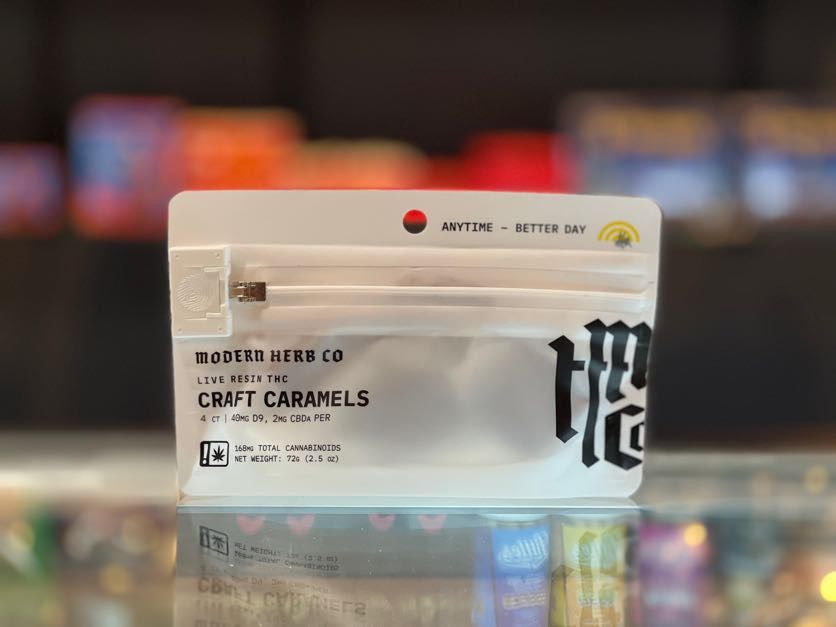 ANYTIME – BETTER DAY
MODERN HERB CO
LIVE RESIN THC
CRAFT CARAMELS
4 CT | 40MG D9, 2MG CBDA PER
168MG TOTAL CANNABINOIDS
NET WEIGHT: 72G (2.5 OZ)